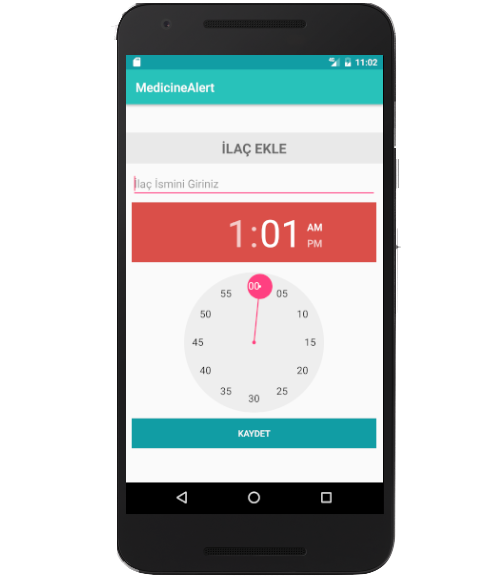 11:02
MedicineAlert
İLAÇ EKLE
İlaç İsmini Giriniz
1:01 AM
PM
00
55 05
50 10
45 15
40 20
35 25
30
KAYDET